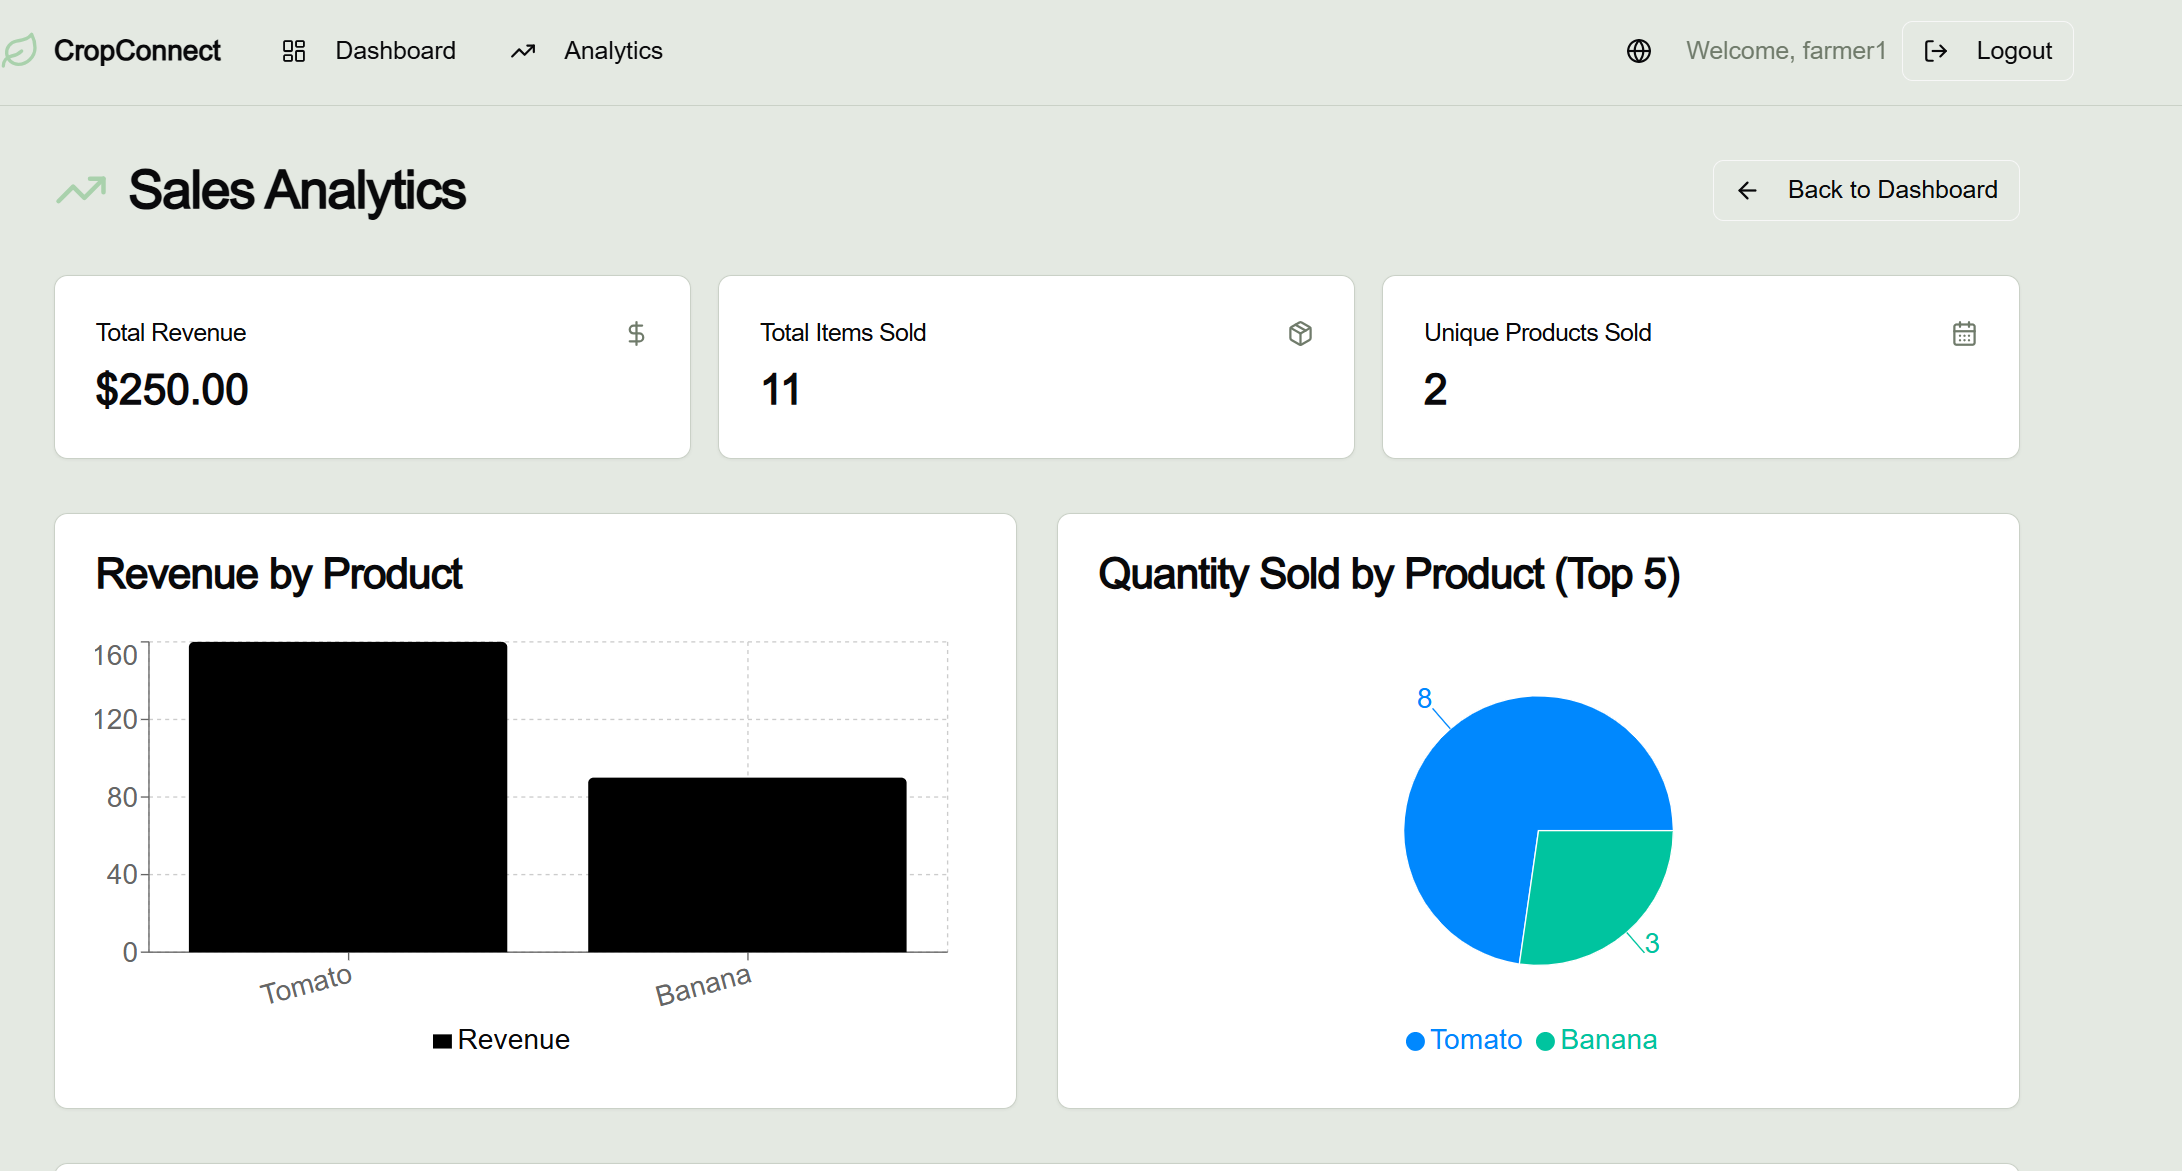 CropConnect
Dashboard
Analytics
Welcome, farmer1
Logout
Sales Analytics
Back to Dashboard
Total Revenue
$250.00
Total Items Sold
11
Unique Products Sold
2
Revenue by Product
160
120
80
40
0
Tomato
Banana
Revenue
Quantity Sold by Product (Top 5)
8
3
Tomato
Banana